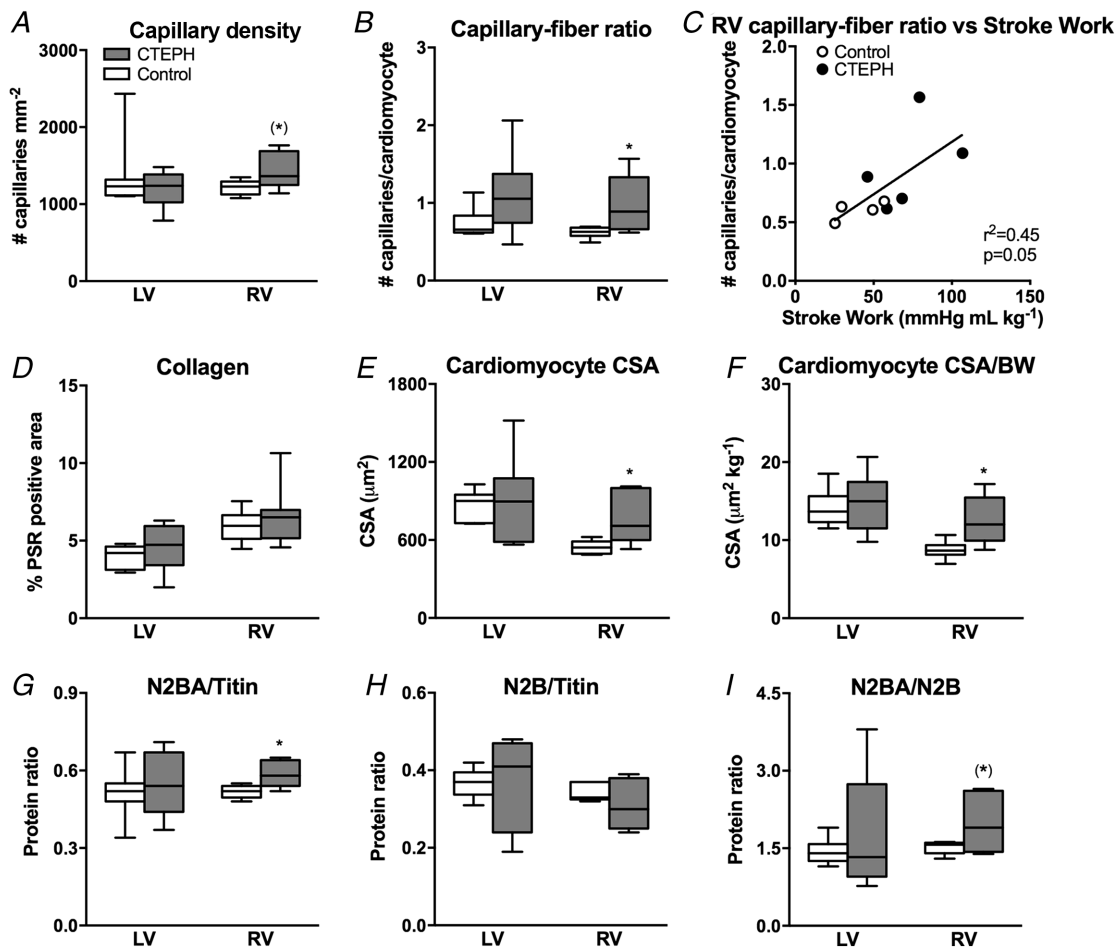 A
Capillary density
3000
2000
1000
0
# capillaries mm-2
CTEPH
Control
(*)
LV
RV
B
Capillary-fiber ratio
3
2
1
0
# capillaries/cardiomyocyte
*
LV
RV
C
RV capillary-fiber ratio vs Stroke Work
2.0
1.5
1.0
0.5
0.0
# capillaries/cardiomyocyte
Control
CTEPH
r2=0.45
p=0.05
0
50
100
150
Stroke Work (mmHg mL kg-1)
D
Collagen
15
10
5
0
% PSR positive area
LV
RV
E
Cardiomyocyte CSA
1800
1200
600
0
CSA (μm2)
*
LV
RV
F
Cardiomyocyte CSA/BW
30
20
10
0
CSA (μm2 kg-1)
*
LV
RV
G
N2BA/Titin
0.9
0.6
0.3
0.0
Protein ratio
*
LV
RV
H
N2B/Titin
0.6
0.4
0.2
0.0
Protein ratio
LV
RV
I
N2BA/N2B
4.5
3.0
1.5
0.0
Protein ratio
(*)
LV
RV